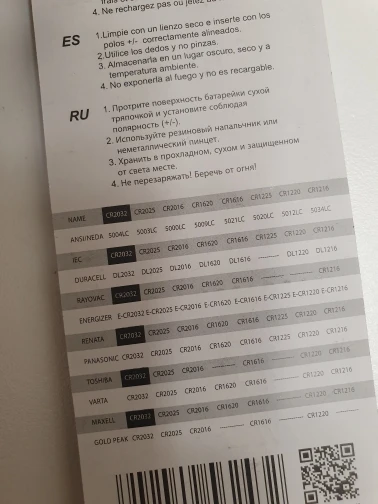 4. Ne rechargez pas ou jetez
ES
1.Limpie con un lienzo seco e inserte con los
polos +/- correctamente alineados.
2.Utilice los dedos y no pinzas.
3. Almacenarla en un lugar oscuro, seco y a
temperatura ambiente.
4. No exponerla al fuego y no es recargable.
RU
1. Протрите поверхность батарейки сухой
тряпочкой и установите соблюдая
полярность (+/-).
2. Используйте резиновый напальчник или
неметаллический пинцет.
3. Хранить в прохладном, сухом и защищенном
от света месте.
4. Не перезаряжать! Беречь от огня!
NAME CR2032 CR2025 CR2016 CR1620 CR1616 CR1225 CR1220 CR1216
ANSUNEDA 5004LC 5003LC 5000LC 5009LC 5021LC 5020LC 5012LC 5034LC
IEC CR2032 CR2025 CR2016 CR1620 CR1616 CR1225 CR1220 CR1216
DURACELL DL2032 DL2025 DL2016 DL1620 DL1616 ——— DL1220 DL1216
RAYOVAC CR2032 CR2025 CR2016 CR1620 CR1616 ——— ——— CR1216
ENERGIZER E-CR2032 E-CR2025 E-CR2016 E-CR1620 E-CR1616 E-CR1225 E-CR1220 E-CR1216
RENATA CR2032 CR2025 CR2016 CR1620 CR1616 CR1225 CR1220 CR1216
PANASONIC CR2032 CR2025 CR2016 CR1620 CR1616 CR1225 CR1220 CR1216
TOSHIBA CR2032 CR2025 CR2016 ——— CR1616 ——— CR1220 CR1216
VARTA CR2032 CR2025 CR2016 CR1620 CR1616 ——— CR1220 CR1216
MAXELL CR2032 CR2025 CR2016 CR1620 CR1616 ——— CR1220 CR1216
GOLD PEAK CR2032 CR2025 CR2016 ——— CR1616 ——— CR1220 ———